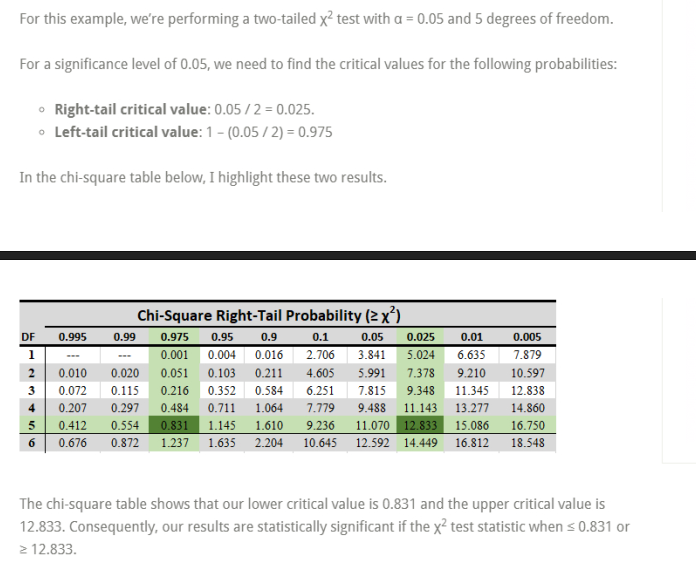 For this example, we're performing a two-tailed χ² test with α = 0.05 and 5 degrees of freedom.
For a significance level of 0.05, we need to find the critical values for the following probabilities:
◦ Right-tail critical value: 0.05 / 2 = 0.025.
◦ Left-tail critical value: 1 – (0.05 / 2) = 0.975
In the chi-square table below, I highlight these two results.
Chi-Square Right-Tail Probability (≥ χ²)
DF 0.995 0.99 0.975 0.95 0.9 0.1 0.05 0.025 0.01 0.005
1 --- --- 0.001 0.004 0.016 2.706 3.841 5.024 6.635 7.879
2 0.010 0.020 0.051 0.103 0.211 4.605 5.991 7.378 9.210 10.597
3 0.072 0.115 0.216 0.352 0.584 6.251 7.815 9.348 11.345 12.838
4 0.207 0.297 0.484 0.711 1.064 7.779 9.488 11.143 13.277 14.860
5 0.412 0.554 0.831 1.145 1.610 9.236 11.070 12.833 15.086 16.750
6 0.676 0.872 1.237 1.635 2.204 10.645 12.592 14.449 16.812 18.548
The chi-square table shows that our lower critical value is 0.831 and the upper critical value is
12.833. Consequently, our results are statistically significant if the χ² test statistic when ≤ 0.831 or
≥ 12.833.